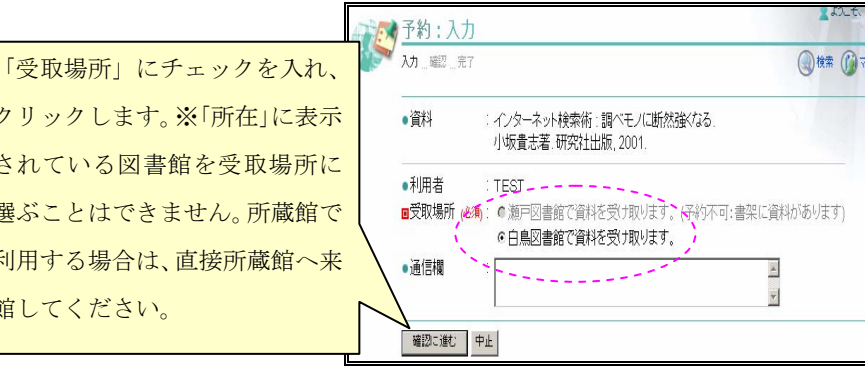 「受取場所」にチェックを入れ、
クリックします。※「所在」に表示
されている図書館を受取場所に
選ぶことはできません。所蔵館で
利用する場合は、直接所蔵館へ来
館してください。
予約 : 入力
入力 ... 確認 ... 完了
ようこそ、
検索
●資料 : インターネット検索術 : 調べモノに断然強くなる.
小坂貴志著. 研究社出版, 2001.
●利用者 : TEST
受取場所 (必須) : 瀬戸図書館で資料を受け取ります。(予約不可:書架に資料があります)
白鳥図書館で資料を受け取ります。
●通信欄 :
確認に進む 中止